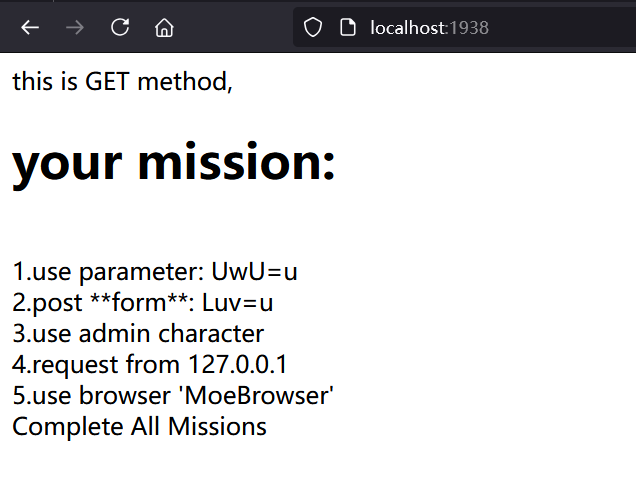 localhost:1938
this is GET method,
your mission:
1.use parameter: UwU=u
2.post **form**: Luv=u
3.use admin character
4.request from 127.0.0.1
5.use browser 'MoeBrowser'
Complete All Missions